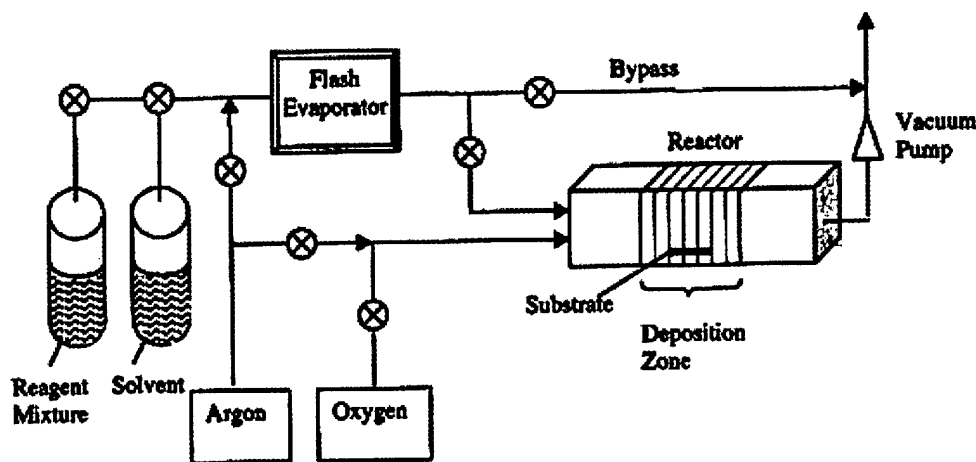 Flash
Evaporator
Bypass
Vacuum
Pump
Reactor
Substrate
Deposition
Zone
Reagent
Mixture
Solvent
Argon
Oxygen